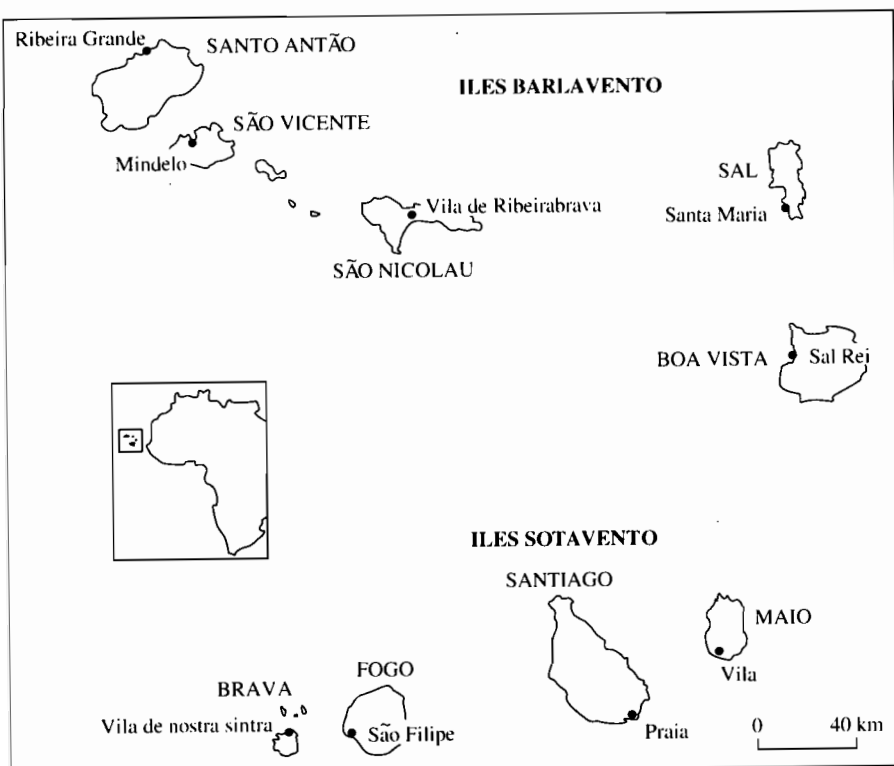 Ribeira Grande
SANTO ANTÃO
ILES BARLAVENTO
SÃO VICENTE
Mindelo
SAL
Vila de Ribeirabrava
Santa Maria
SÃO NICOLAU
BOA VISTA
Sal Rei
ILES SOTAVENTO
SANTIAGO
MAIO
Vila
FOGO
BRAVA
Vila de nostra sintra
São Filipe
Praia
0 40 km